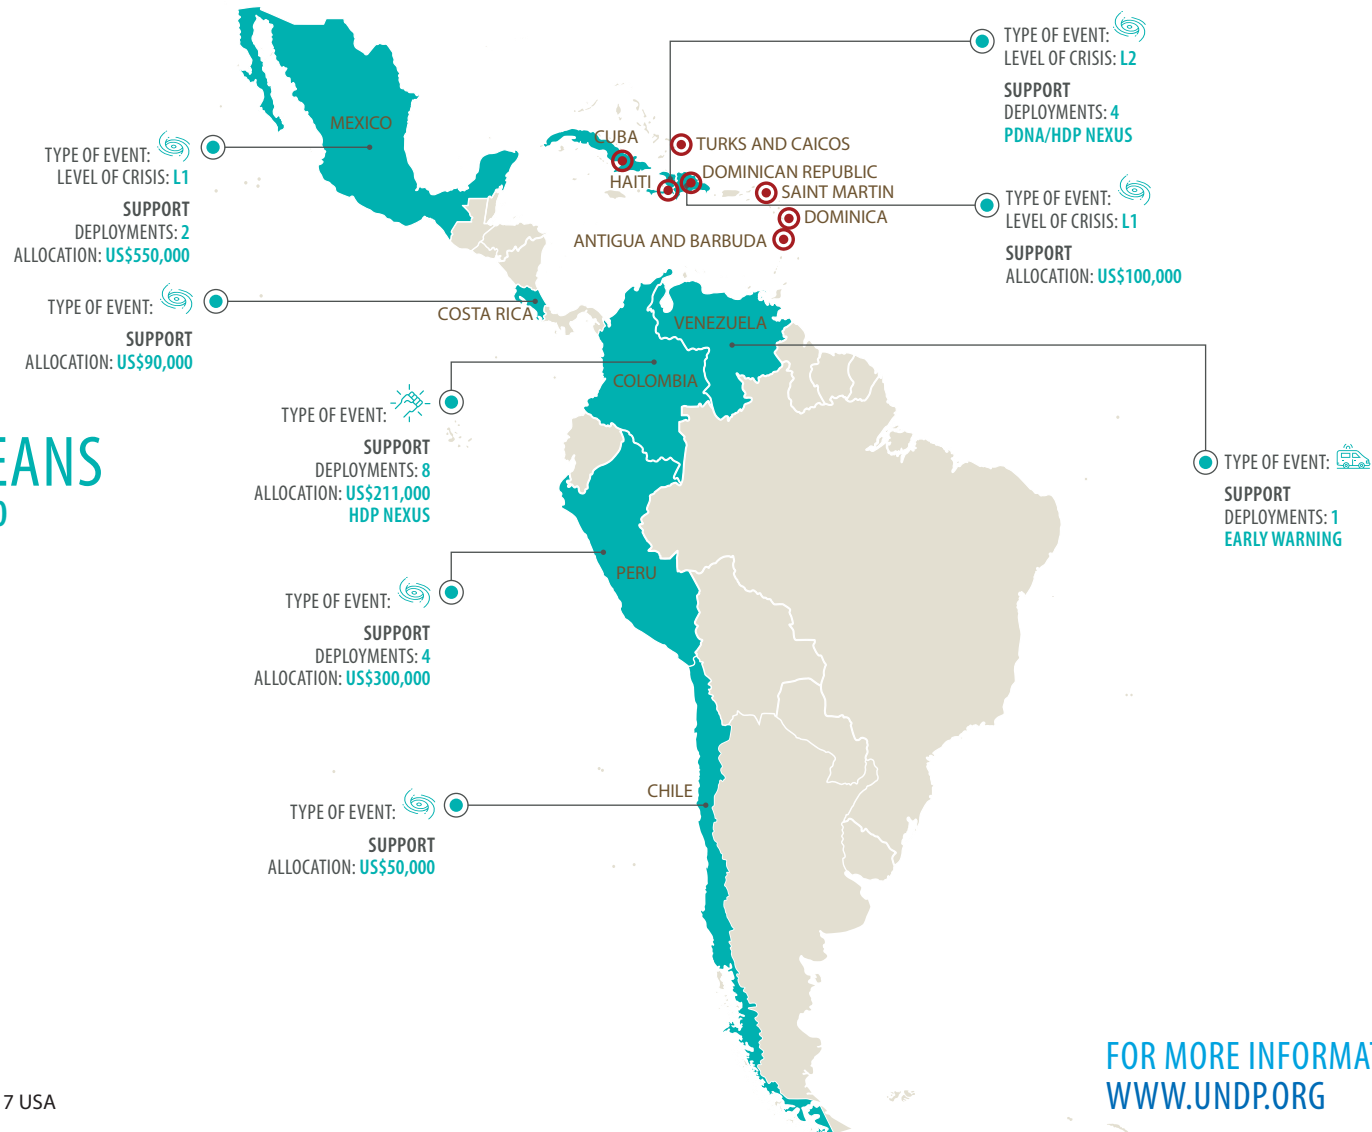 MEXICO
TYPE OF EVENT:
LEVEL OF CRISIS: L1
SUPPORT
DEPLOYMENTS: 2
ALLOCATION: US$550,000
TYPE OF EVENT:
SUPPORT
ALLOCATION: US$90,000
COSTA RICA
CUBA
TURKS AND CAICOS
HAITI
DOMINICAN REPUBLIC
SAINT MARTIN
DOMINICA
ANTIGUA AND BARBUDA
TYPE OF EVENT:
LEVEL OF CRISIS: L2
SUPPORT
DEPLOYMENTS: 4
PDNA/HDP NEXUS
TYPE OF EVENT:
LEVEL OF CRISIS: L1
SUPPORT
ALLOCATION: US$100,000
VENEZUELA
COLOMBIA
TYPE OF EVENT:
SUPPORT
DEPLOYMENTS: 8
ALLOCATION: US$211,000
HDP NEXUS
TYPE OF EVENT:
SUPPORT
DEPLOYMENTS: 1
EARLY WARNING
EANS
PERU
TYPE OF EVENT:
SUPPORT
DEPLOYMENTS: 4
ALLOCATION: US$300,000
CHILE
TYPE OF EVENT:
SUPPORT
ALLOCATION: US$50,000
7 USA
FOR MORE INFORMAT
WWW.UNDP.ORG